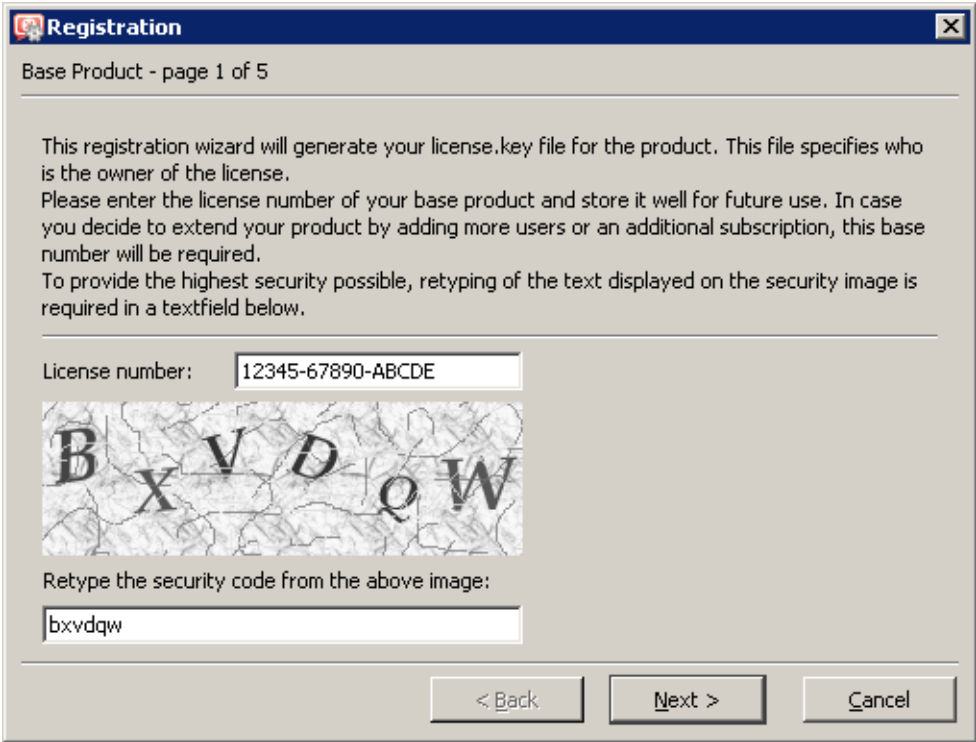 Registration
Base Product - page 1 of 5
This registration wizard will generate your license.key file for the product. This file specifies who
is the owner of the license.
Please enter the license number of your base product and store it well for future use. In case
you decide to extend your product by adding more users or an additional subscription, this base
number will be required.
To provide the highest security possible, retyping of the text displayed on the security image is
required in a textfield below.
License number: 12345-67890-ABCDE
BXVDQW
Retype the security code from the above image:
bxvdqw
< Back Next > Cancel